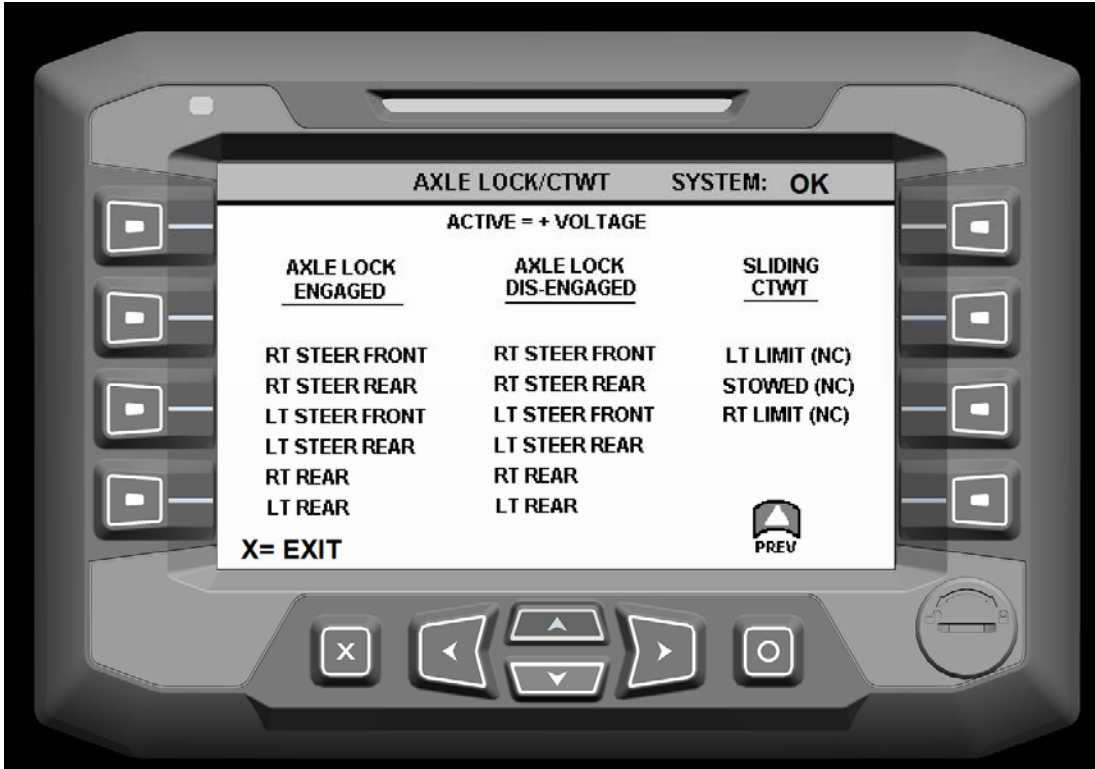 AXLE LOCK/CTWT SYSTEM: OK
ACTIVE = + VOLTAGE
AXLE LOCK
ENGAGED
RT STEER FRONT
RT STEER REAR
LT STEER FRONT
LT STEER REAR
RT REAR
LT REAR
AXLE LOCK
DIS-ENGAGED
RT STEER FRONT
RT STEER REAR
LT STEER FRONT
LT STEER REAR
RT REAR
LT REAR
SLIDING
CTWT
LT LIMIT (NC)
STOWED (NC)
RT LIMIT (NC)
PREV
X= EXIT
X